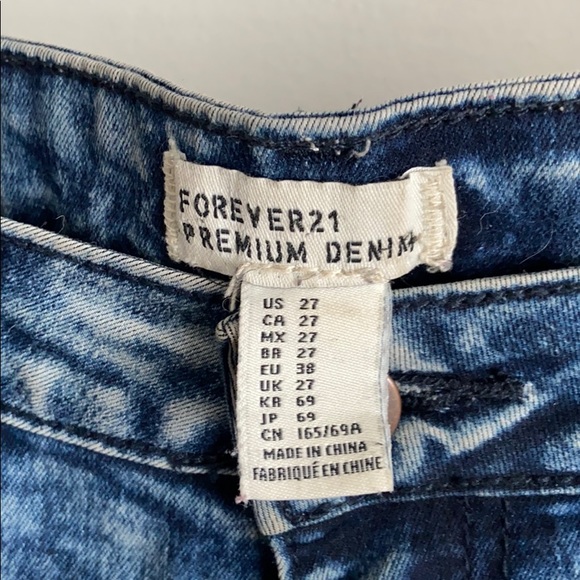 FOREVER21
PREMIUM DENIM
US 27
CA 27
MX 27
BR 27
EU 38
UK 27
KR 69
JP 69
CN 165/69A
MADE IN CHINA
FABRIQUÉ EN CHINE